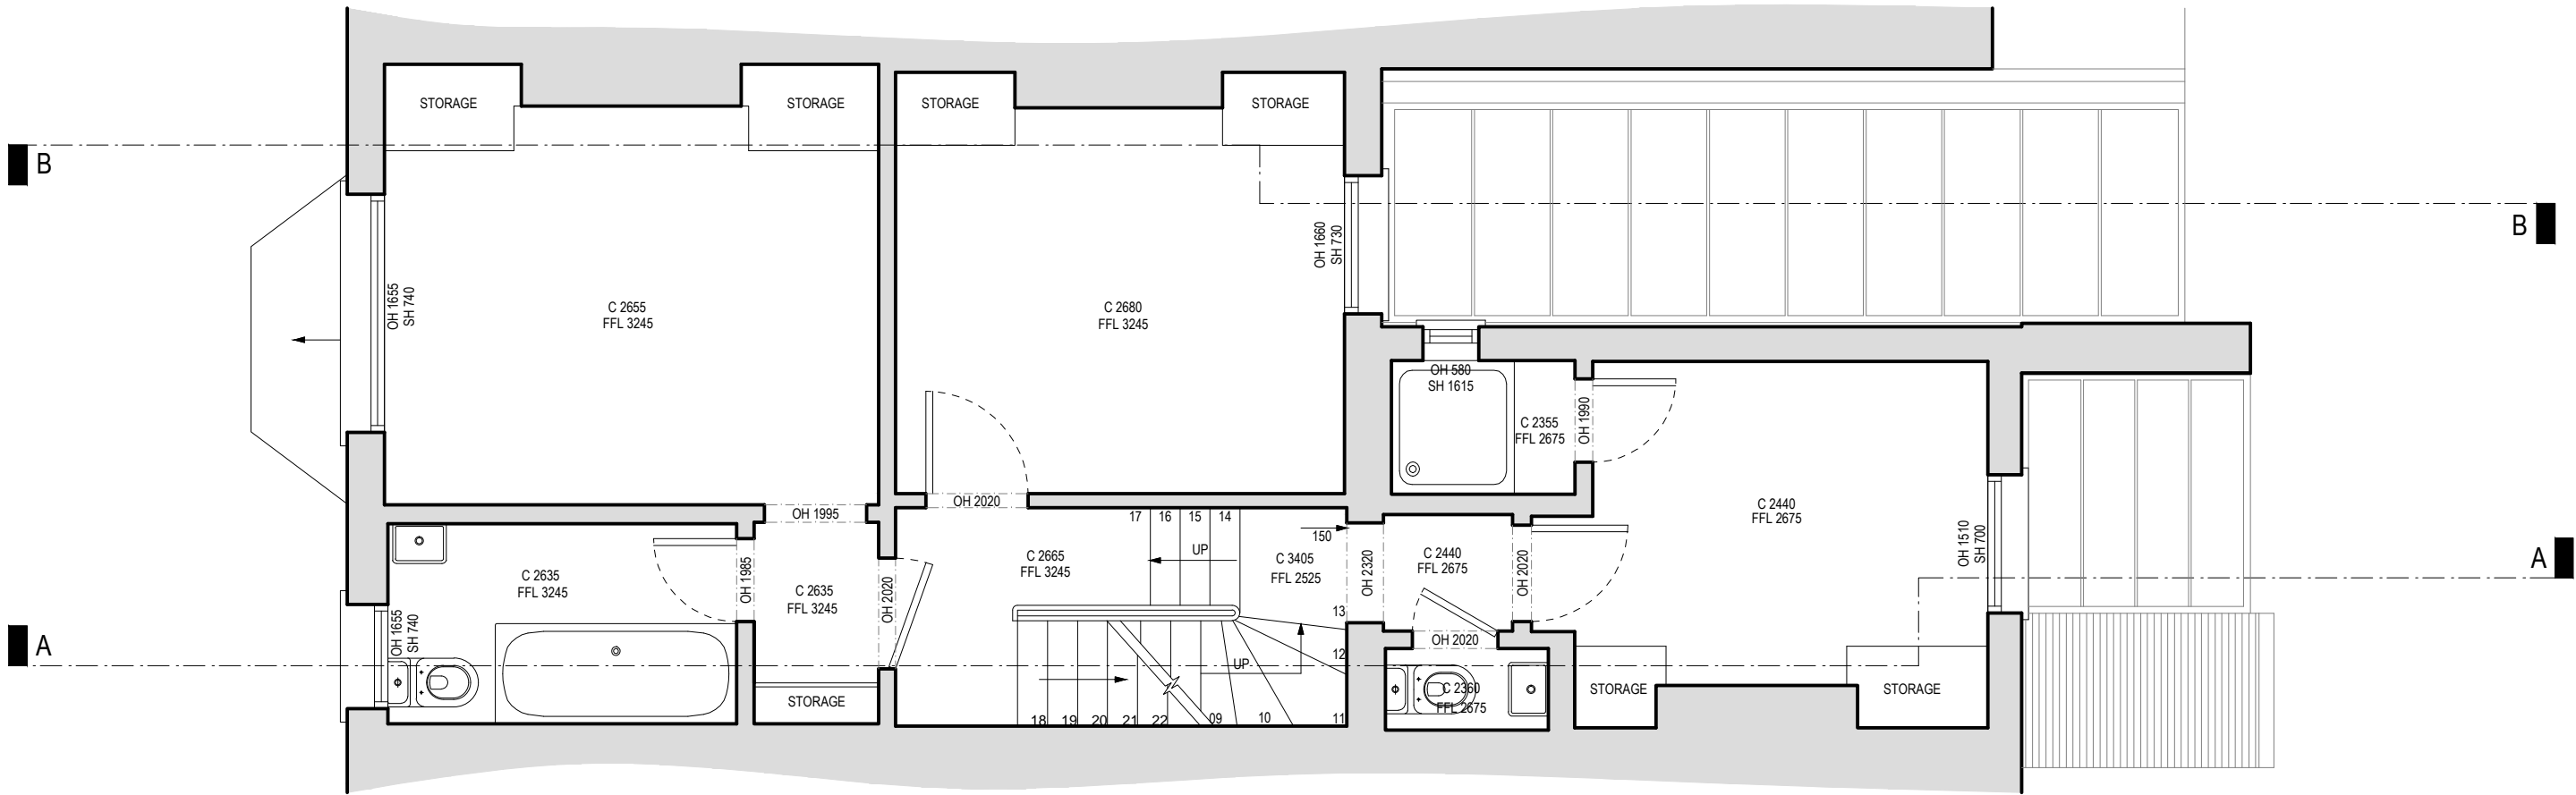 STORAGE
STORAGE
STORAGE
STORAGE
B
B
OH 1655
SH 740
C 2655
FFL 3245
C 2680
FFL 3245
OH 1660
SH 730
OH 580
SH 1615
C 2355
FFL 2675
OH 1990
OH 1995
OH 2020
17
16
15
14
UP
150
C 2440
FFL 2675
OH 1510
SH 700
A
A
C 2635
FFL 3245
OH 1985
C 2635
FFL 3245
OH 2020
C 2665
FFL 3245
C 3405
FFL 2525
OH 2320
C 2440
FFL 2675
OH 2020
OH 1655
SH 740
13
12
UP
OH 2020
C 2360
FFL 2675
STORAGE
STORAGE
STORAGE
18
19
20
21
22
09
10
11